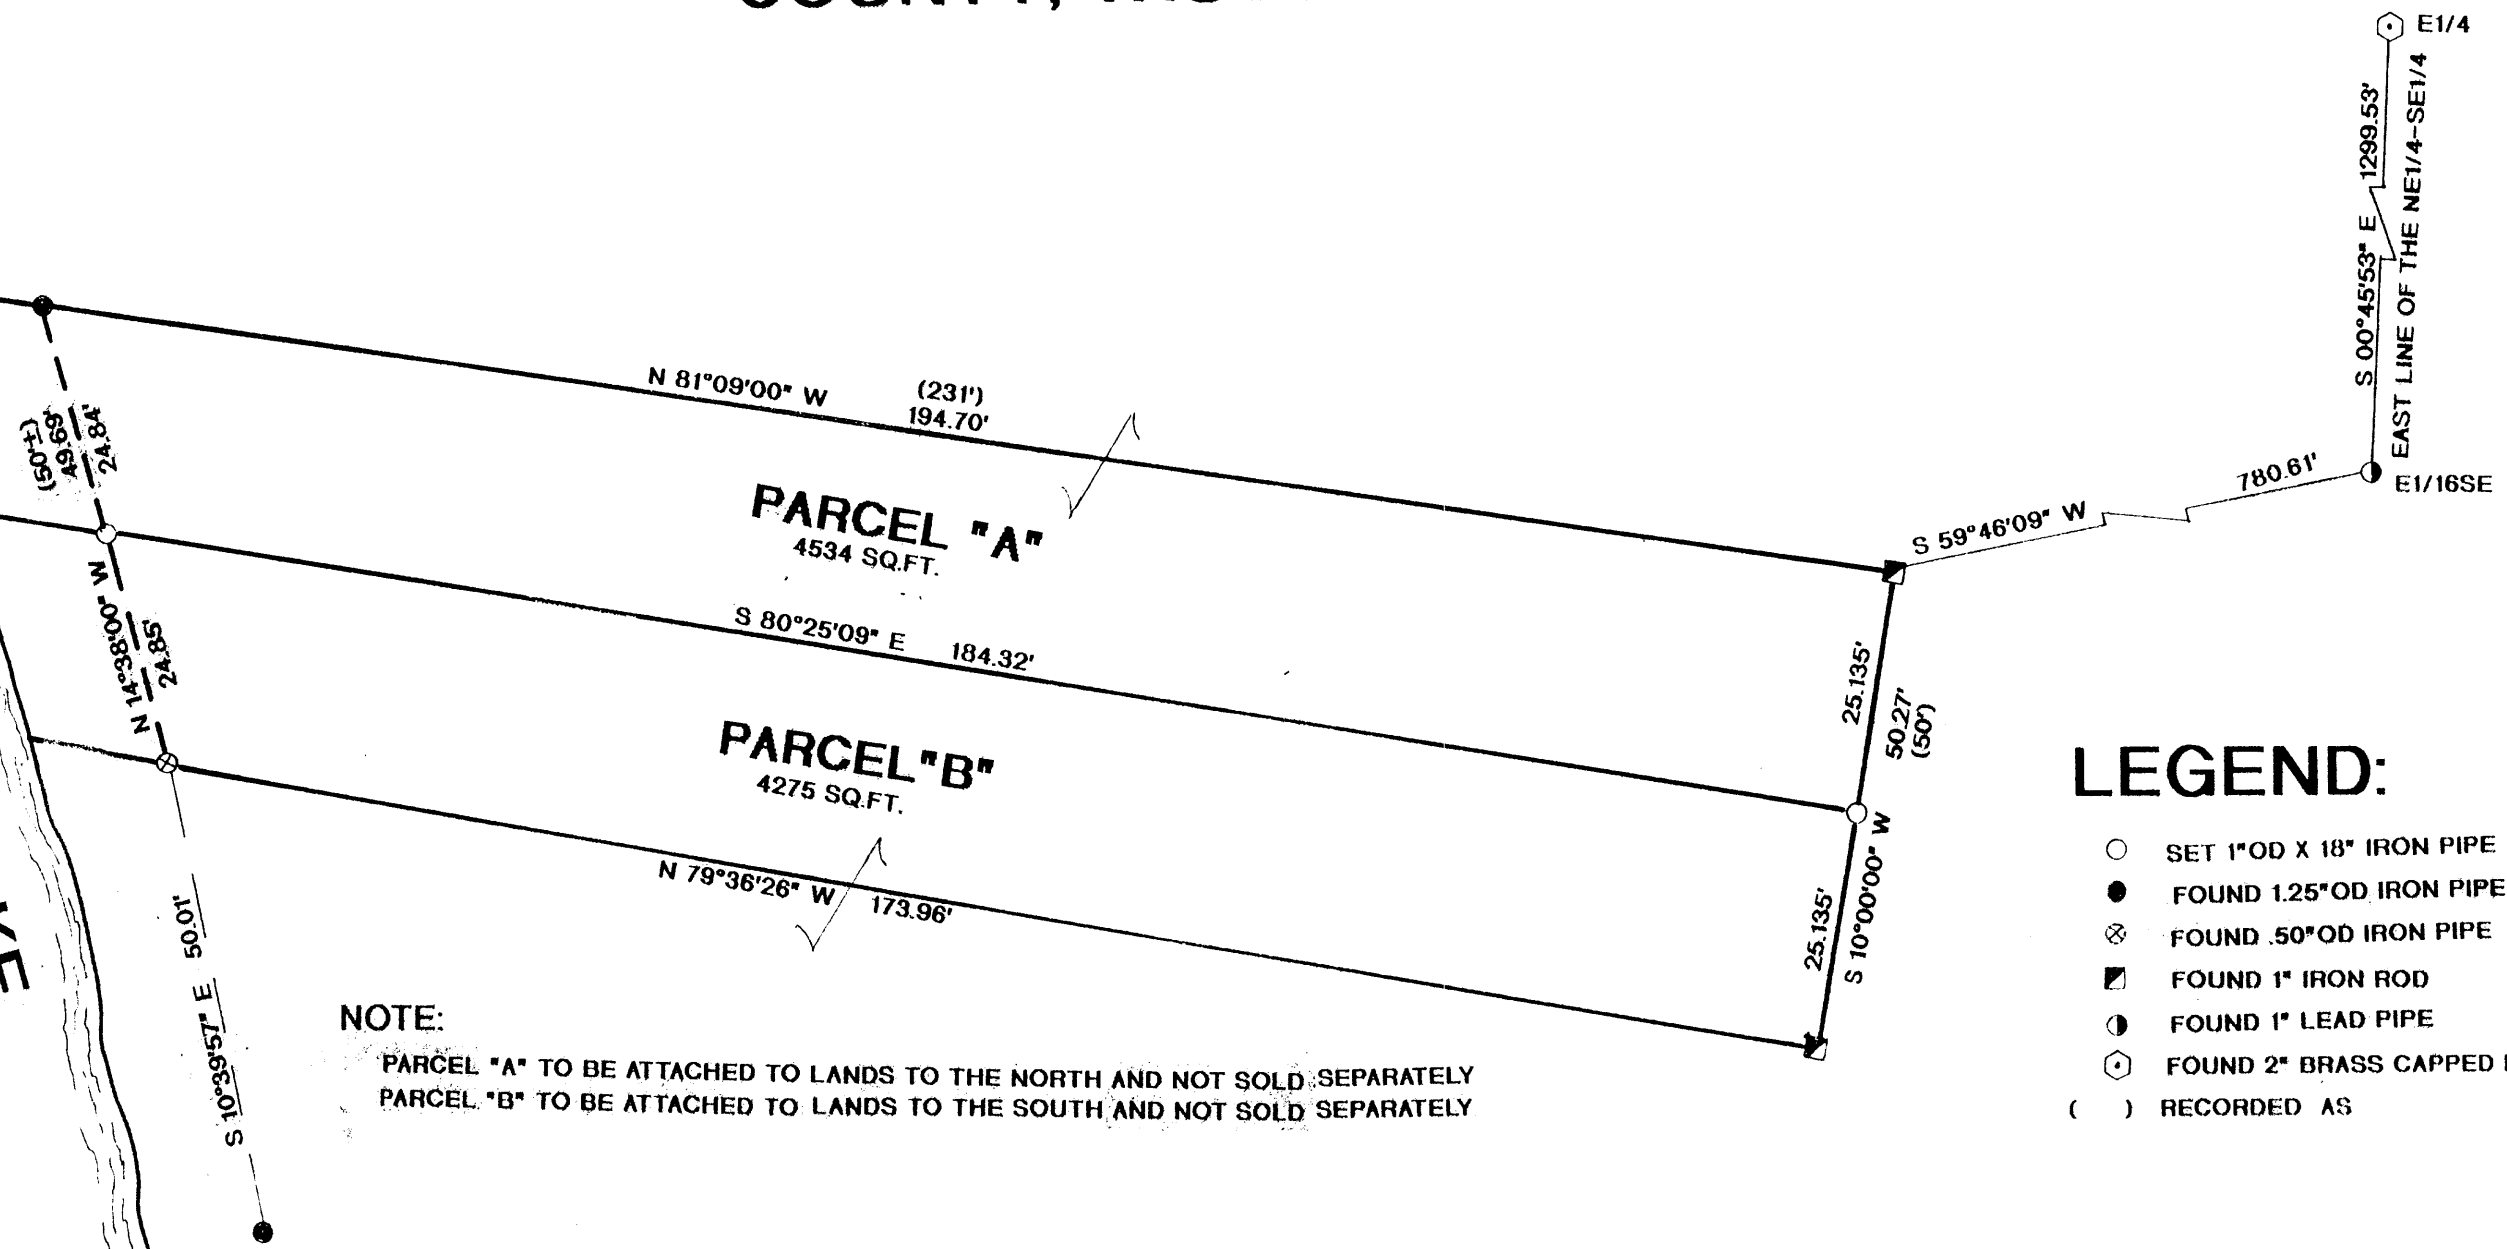 E1/4
1299.53'
S 00°45'53" E
EAST LINE OF THE NE1/4-SE1/4
780.61'
E1/16SE
S 59°46'09" W
N 81°09'00" W
(231')
194.70'
(50'±)
49.69'
24.84'
PARCEL "A"
4534 SQ.FT.
S 80°25'09" E 184.32'
N 14°38'00" W
24.85'
25.135'
50.27'
(50')
PARCEL "B"
4275 SQ.FT.
N 79°36'26" W 173.96'
25.135'
S 10°00'00" W
S 10°39'57" E 50.01'
NOTE:
PARCEL "A" TO BE ATTACHED TO LANDS TO THE NORTH AND NOT SOLD SEPARATELY
PARCEL "B" TO BE ATTACHED TO LANDS TO THE SOUTH AND NOT SOLD SEPARATELY
LEGEND:
SET 1"OD X 18" IRON PIPE
FOUND 1.25"OD IRON PIPE
FOUND .50"OD IRON PIPE
FOUND 1" IRON ROD
FOUND 1" LEAD PIPE
FOUND 2" BRASS CAPPED
( ) RECORDED AS